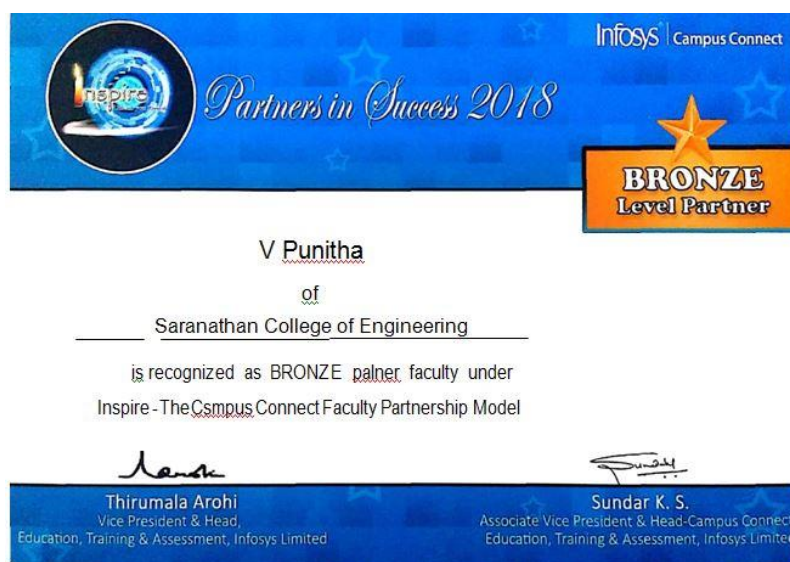 Infosys | Campus Connect
Inspire
Partners in Success 2018
BRONZE
Level Partner
V Punitha
of
Saranathan College of Engineering
is recognized as BRONZE palner faculty under
Inspire - The Csmpus Connect Faculty Partnership Model
Thirumala Arohi
Vice President & Head,
Education, Training & Assessment, Infosys Limited
Sundar K. S.
Associate Vice President & Head-Campus Connect
Education, Training & Assessment, Infosys Limited